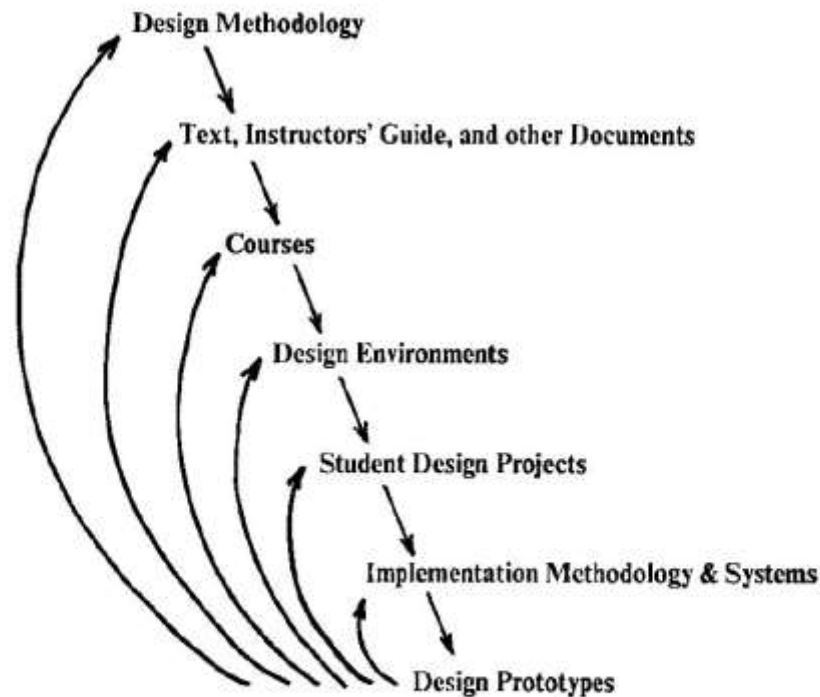 Design Methodology
Text, Instructors' Guide, and other Documents
Courses
Design Environments
Student Design Projects
Implementation Methodology & Systems
Design Prototypes